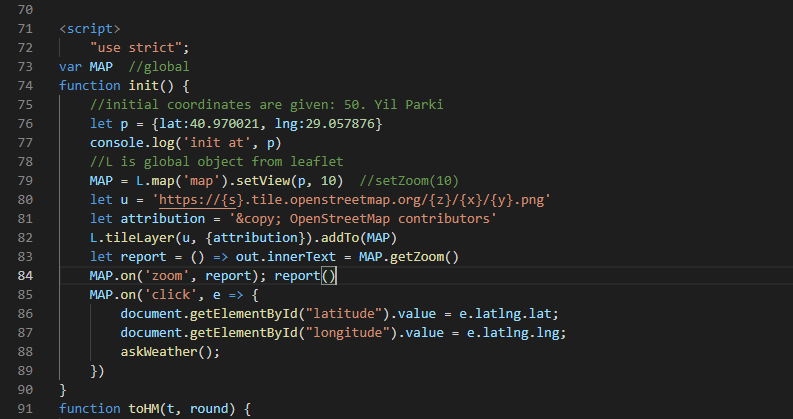 70
71 <script>
72 "use strict";
73 var MAP //global
74 function init() {
75 //initial coordinates are given: 50. Yil Parki
76 let p = {lat:40.970021, lng:29.057876}
77 console.log('init at', p)
78 //L is global object from leaflet
79 MAP = L.map('map').setView(p, 10) //setZoom(10)
80 let u = 'https://{s}.tile.openstreetmap.org/{z}/{x}/{y}.png'
81 let attribution = '&copy; OpenStreetMap contributors'
82 L.tileLayer(u, {attribution}).addTo(MAP)
83 let report = () => out.innerText = MAP.getZoom()
84 MAP.on('zoom', report); report()
85 MAP.on('click', e => {
86 document.getElementById("latitude").value = e.latlng.lat;
87 document.getElementById("longitude").value = e.latlng.lng;
88 askWeather();
89 })
90 }
91 function toHM(t, round) {